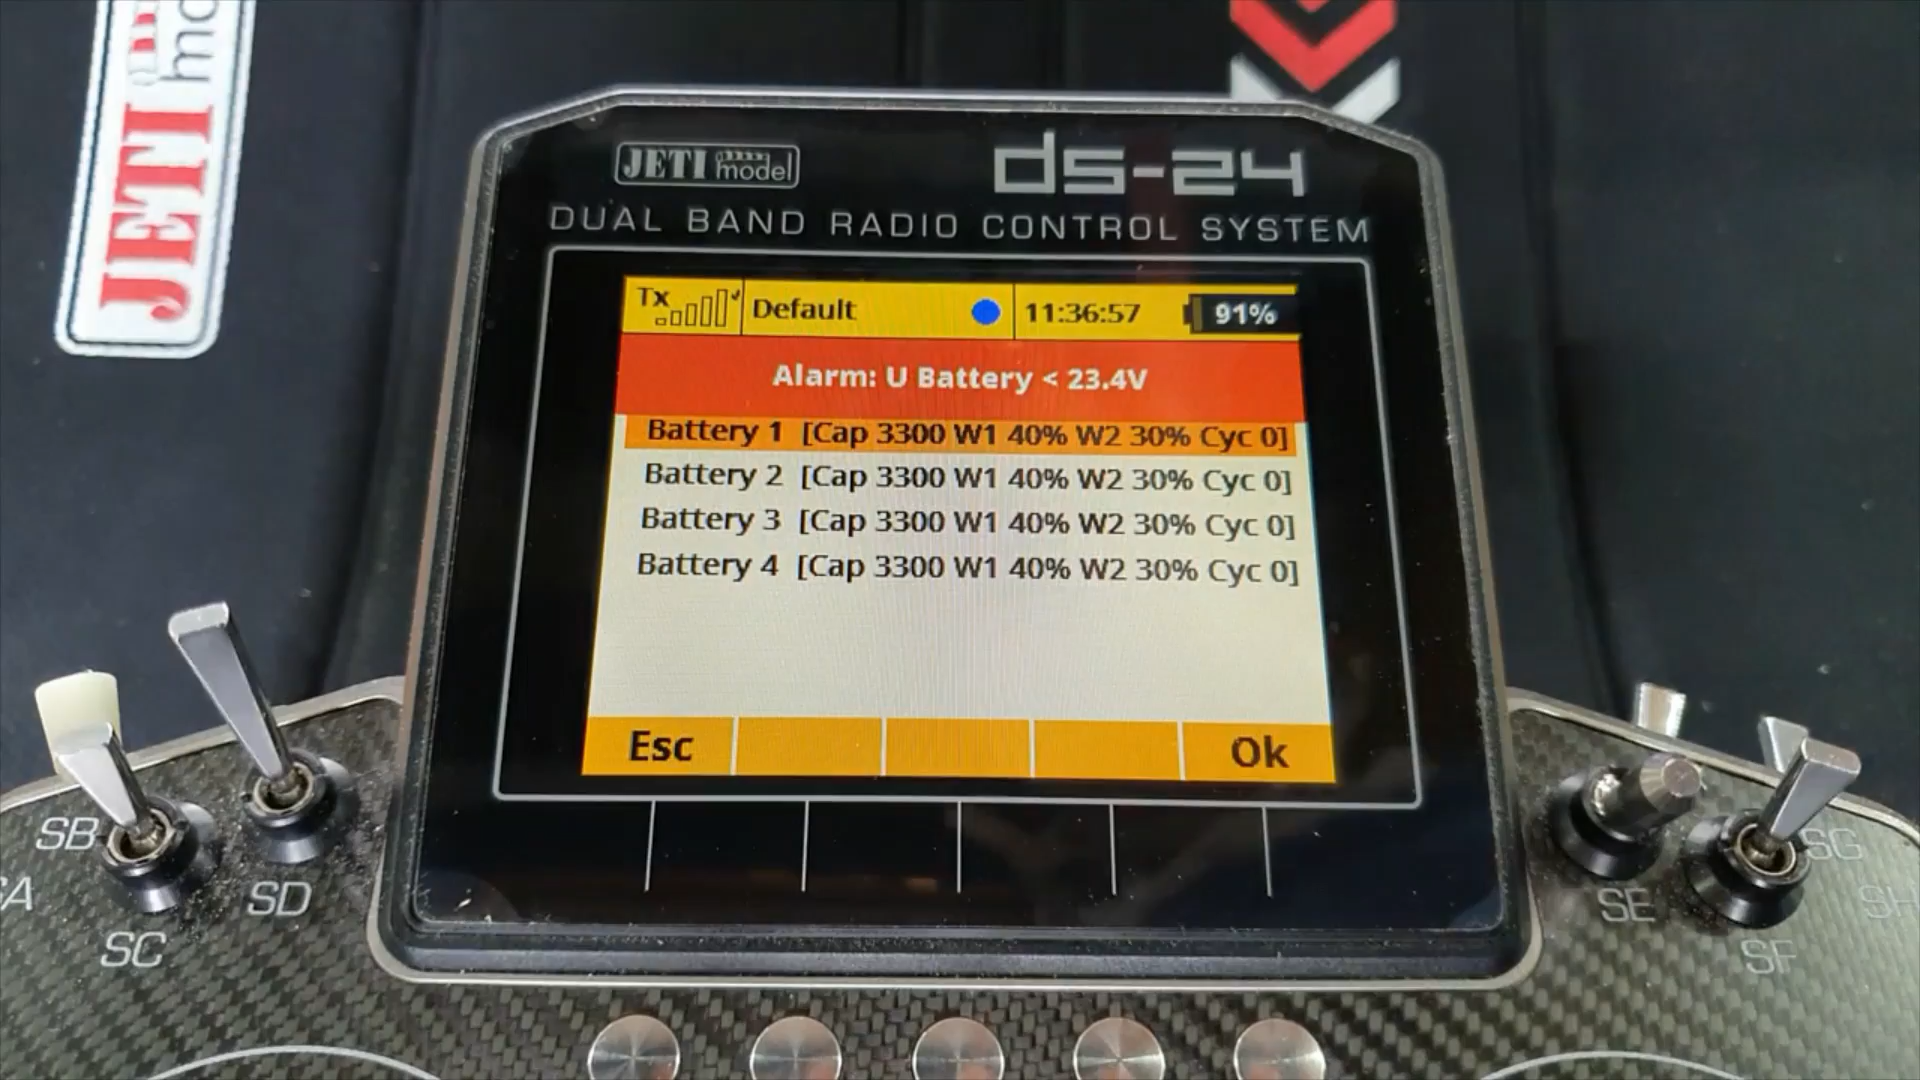 JETI mo
JETI model
ds-24
DUAL BAND RADIO CONTROL SYSTEM
Tx Default 11:36:57 91%
Alarm: U Battery < 23.4V
Battery 1 [Cap 3300 W1 40% W2 30% Cyc 0]
Battery 2 [Cap 3300 W1 40% W2 30% Cyc 0]
Battery 3 [Cap 3300 W1 40% W2 30% Cyc 0]
Battery 4 [Cap 3300 W1 40% W2 30% Cyc 0]
Esc Ok
SB
SC
SD
SE
SF
SG
SH